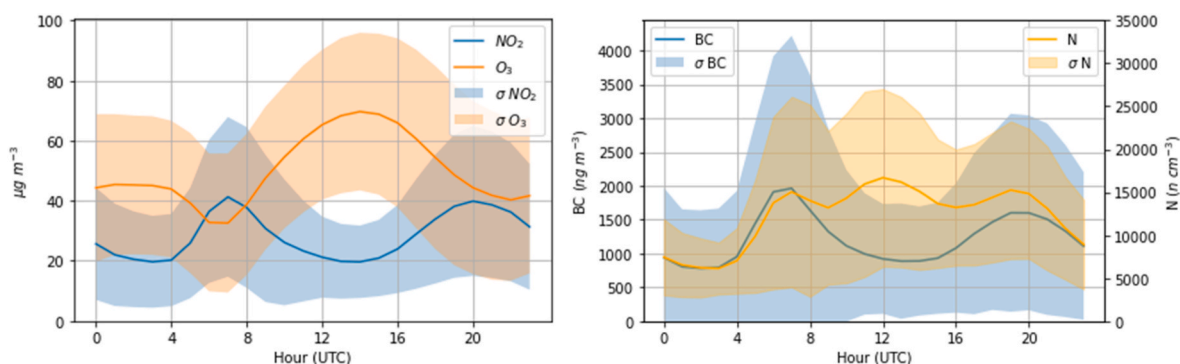 100
80
60
40
20
0
µg m⁻³
0 4 8 12 16 20
Hour (UTC)
NO₂
O₃
σ NO₂
σ O₃
4000
3500
3000
2500
2000
1500
1000
500
0
BC (ng m⁻³)
0 4 8 12 16 20
Hour (UTC)
BC
σ BC
N
σ N
35000
30000
25000
20000
15000
10000
5000
0
N (n cm⁻³)